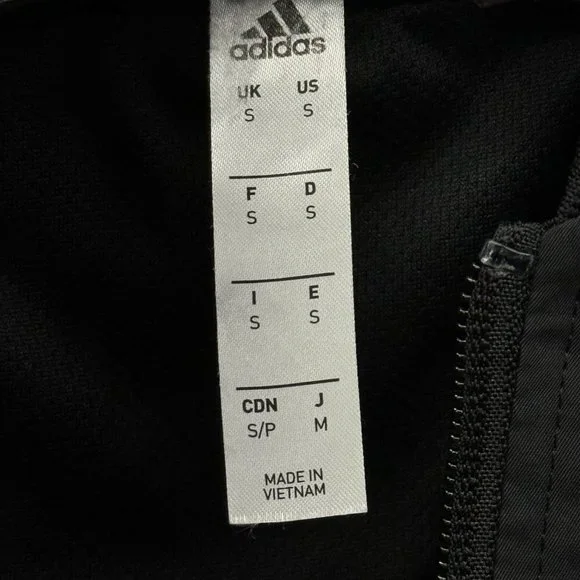 adidas
UK US
S S
F D
S S
I E
S S
CDN J
S/P M
MADE IN
VIETNAM